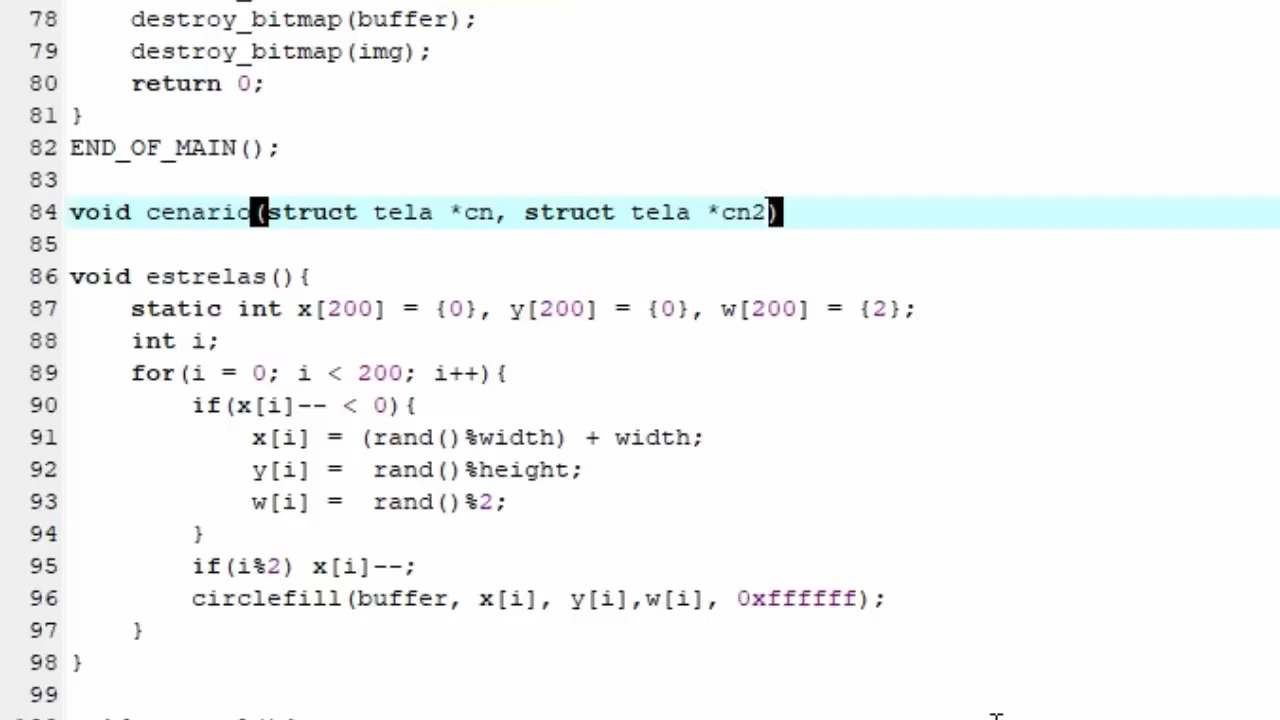 78 destroy_bitmap(buffer);
79 destroy_bitmap(img);
80 return 0;
81 }
82 END_OF_MAIN();
83
84 void cenario(struct tela *cn, struct tela *cn2)
85
86 void estrelas(){
87 static int x[200] = {0}, y[200] = {0}, w[200] = {2};
88 int i;
89 for(i = 0; i < 200; i++){
90 if(x[i]-- < 0){
91 x[i] = (rand()%width) + width;
92 y[i] =  rand()%height;
93 w[i] =  rand()%2;
94 }
95 if(i%2) x[i]--;
96 circlefill(buffer, x[i], y[i],w[i], 0xffffff);
97 }
98 }
99